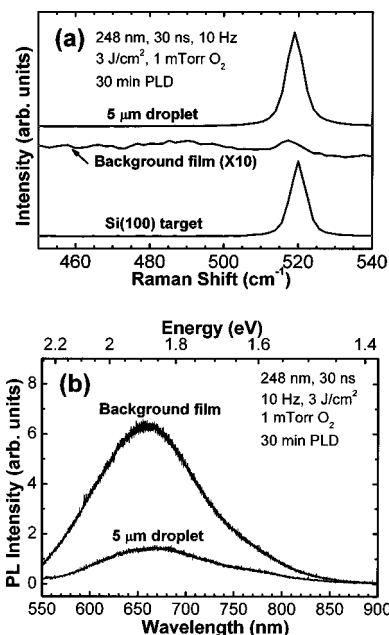 (a)
248 nm, 30 ns, 10 Hz
3 J/cm², 1 mTorr O₂
30 min PLD
5 μm droplet
Background film (X10)
Si(100) target
Intensity (arb. units)
460 480 500 520 540
Raman Shift (cm⁻¹)
Energy (eV)
2.2 2 1.8 1.6 1.4
(b)
248 nm, 30 ns
10 Hz, 3 J/cm²
1 mTorr O₂
30 min PLD
Background film
5 μm droplet
PL Intensity (arb. units)
8
6
4
2
0
550 600 650 700 750 800 850 900
Wavelength (nm)